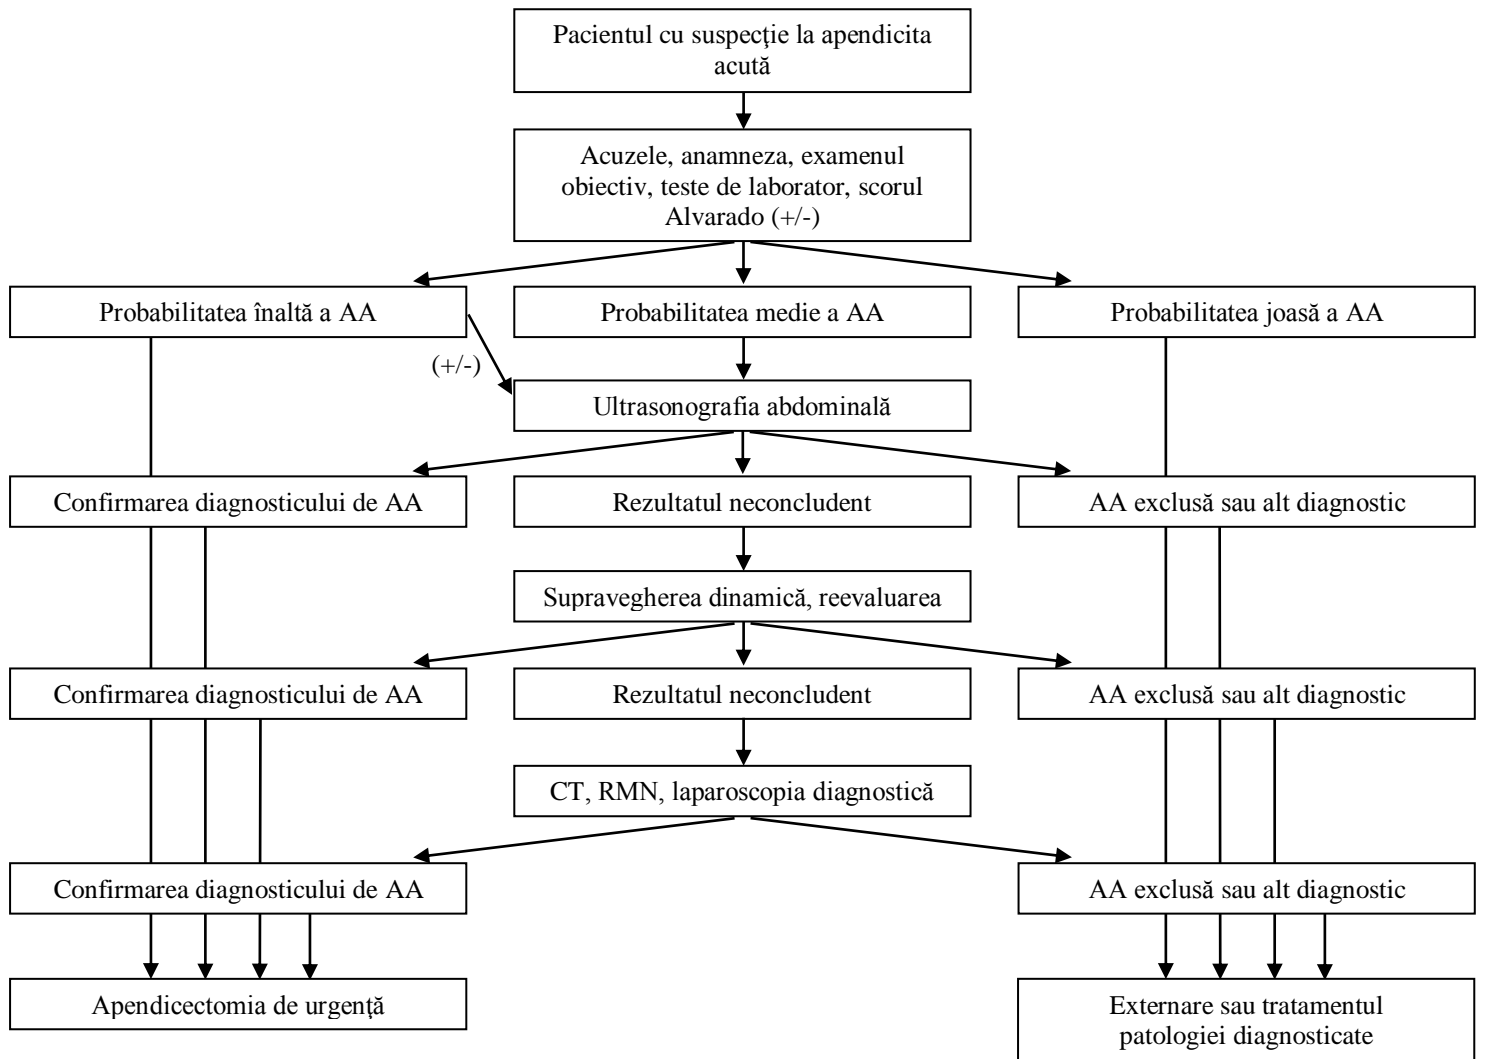 Pacientul cu suspecţie la apendicita
acută
Acuzele, anamneza, examenul
obiectiv, teste de laborator, scorul
Alvarado (+/-)
Probabilitatea înaltă a AA
Probabilitatea medie a AA
Probabilitatea joasă a AA
(+/-)
Ultrasonografia abdominală
Confirmarea diagnosticului de AA
Rezultatul neconcludent
AA exclusă sau alt diagnostic
Supravegherea dinamică, reevaluarea
Confirmarea diagnosticului de AA
Rezultatul neconcludent
AA exclusă sau alt diagnostic
CT, RMN, laparoscopia diagnostică
Confirmarea diagnosticului de AA
AA exclusă sau alt diagnostic
Apendicectomia de urgenţă
Externare sau tratamentul
patologiei diagnosticate